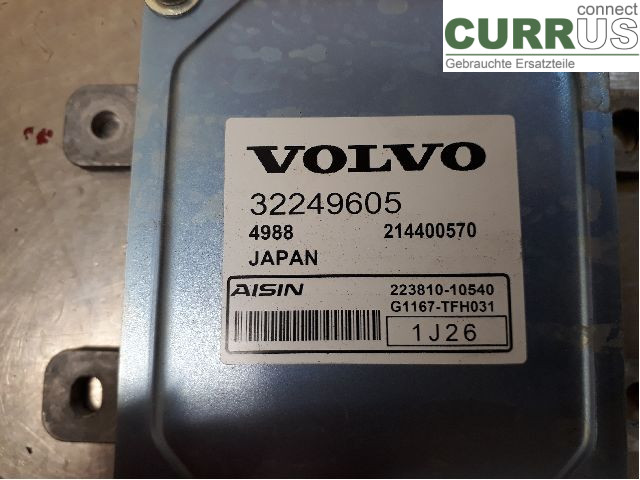 connect
CURRUS
Gebrauchte Ersatzteile
VOLVO
32249605
4988 214400570
JAPAN
AISIN 223810-10540
G1167-TFH031
1J26